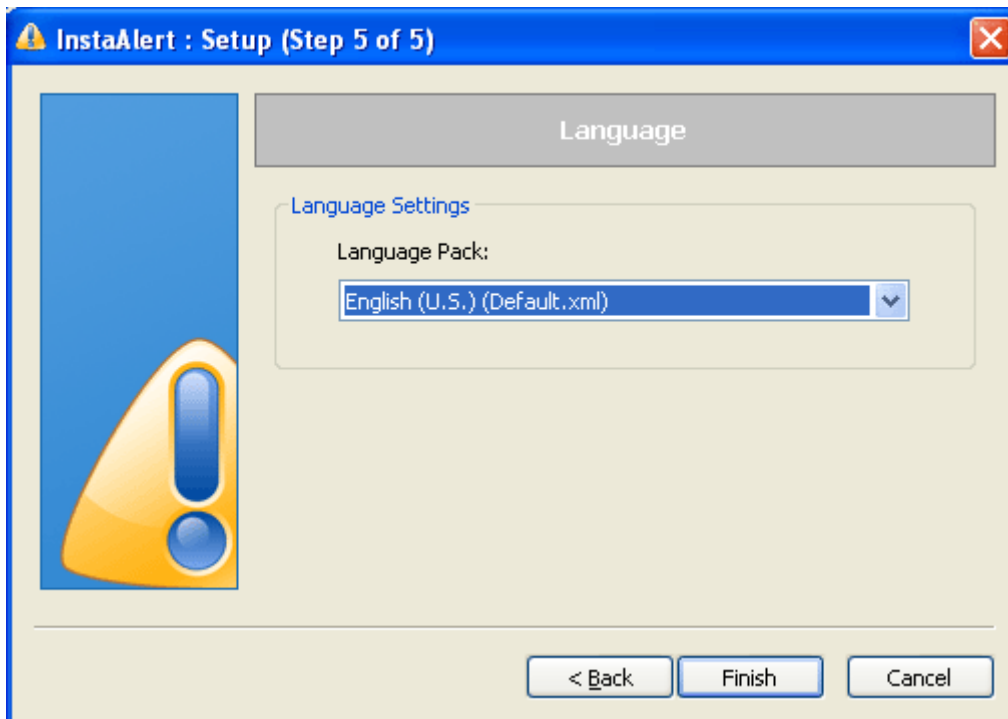 InstaAlert : Setup (Step 5 of 5)
Language
Language Settings
Language Pack:
English (U.S.) (Default.xml)
< Back Finish Cancel